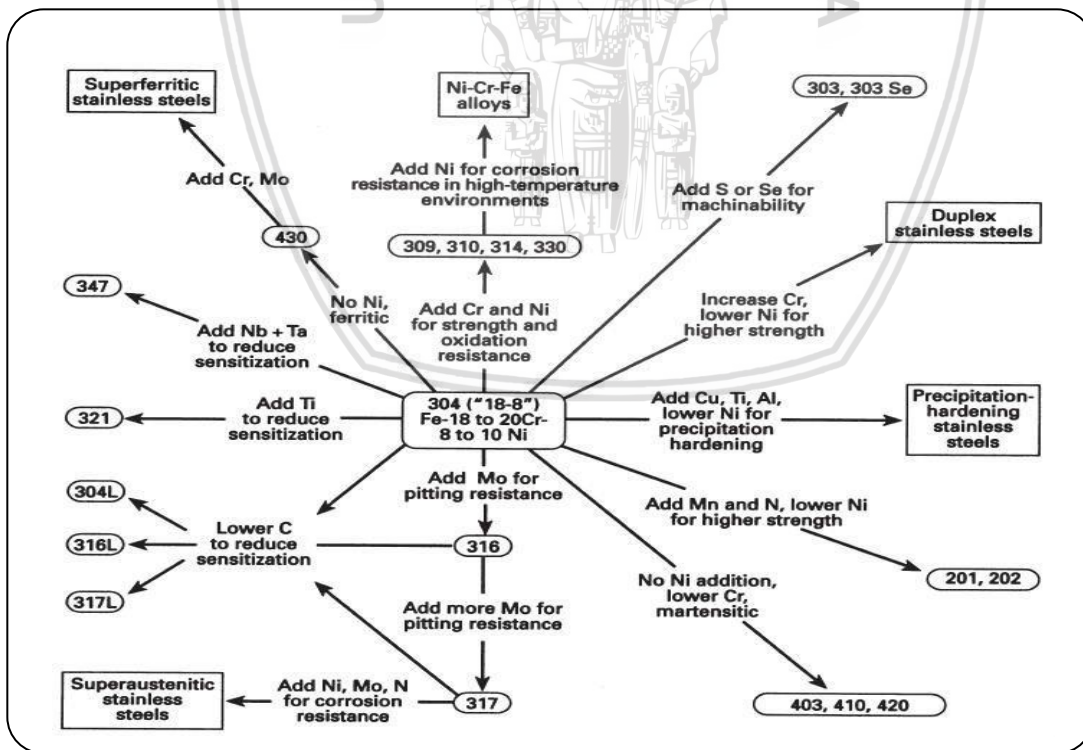 Superferritic
stainless steels
Ni-Cr-Fe
alloys
303, 303 Se
Add Cr, Mo
Add Ni for corrosion
resistance in high-temperature
environments
Add S or Se for
machinability
Duplex
stainless steels
430
309, 310, 314, 330
347
No Ni,
ferritic
Add Cr and Ni
for strength and
oxidation
resistance
Increase Cr,
lower Ni for
higher strength
Add Nb + Ta
to reduce
sensitization
321
Add Ti
to reduce
sensitization
304 ("18-8")
Fe-18 to 20Cr-
8 to 10 Ni
Add Cu, Ti, Al,
lower Ni for
precipitation
hardening
Precipitation-
hardening
stainless
steels
304L
316L
317L
Lower C
to reduce
sensitization
Add Mo for
pitting resistance
316
Add Mn and N, lower Ni
for higher strength
201, 202
No Ni addition,
lower Cr,
martensitic
Add more Mo for
pitting resistance
Superaustenitic
stainless
steels
Add Ni, Mo, N
for corrosion
resistance
317
403, 410, 420